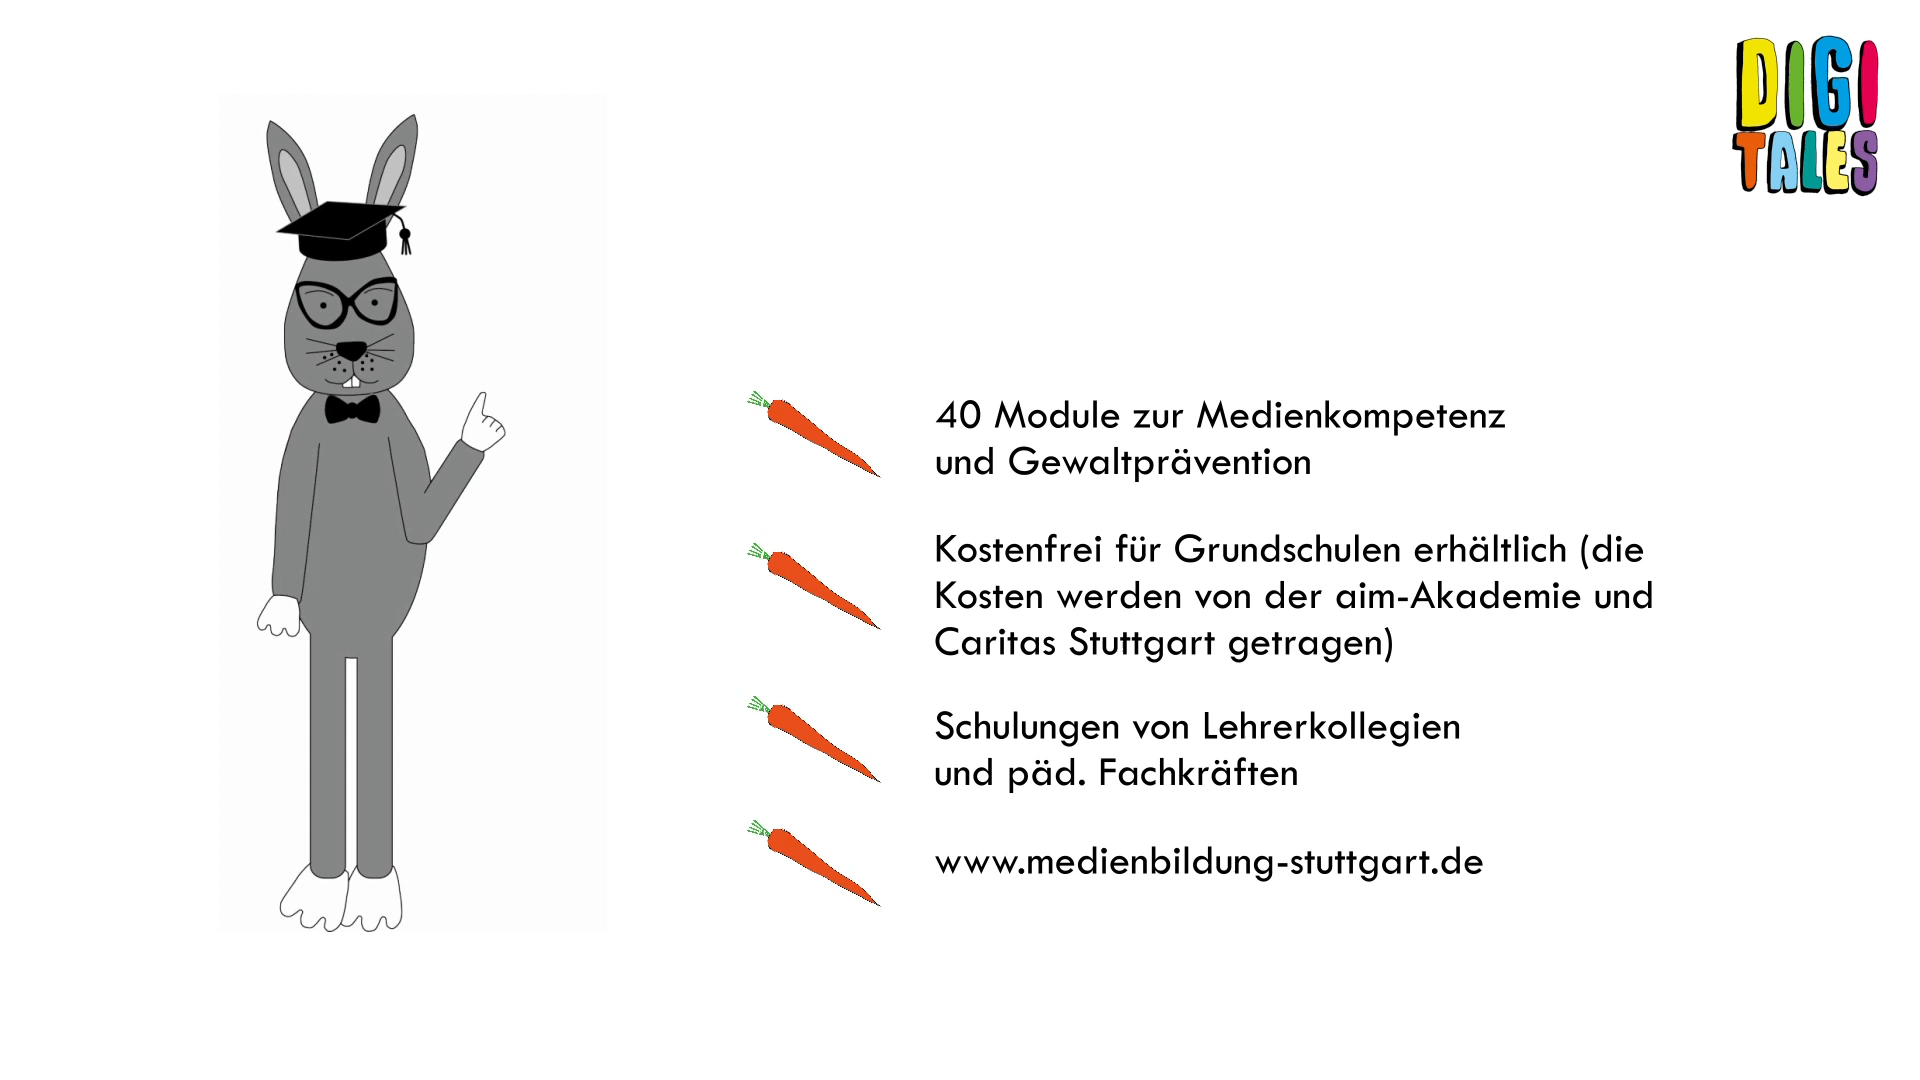 DIGI
TALES
40 Module zur Medienkompetenz
und Gewaltprävention
Kostenfrei für Grundschulen erhältlich (die
Kosten werden von der aim-Akademie und
Caritas Stuttgart getragen)
Schulungen von Lehrerkollegien
und päd. Fachkräften
www.medienbildung-stuttgart.de